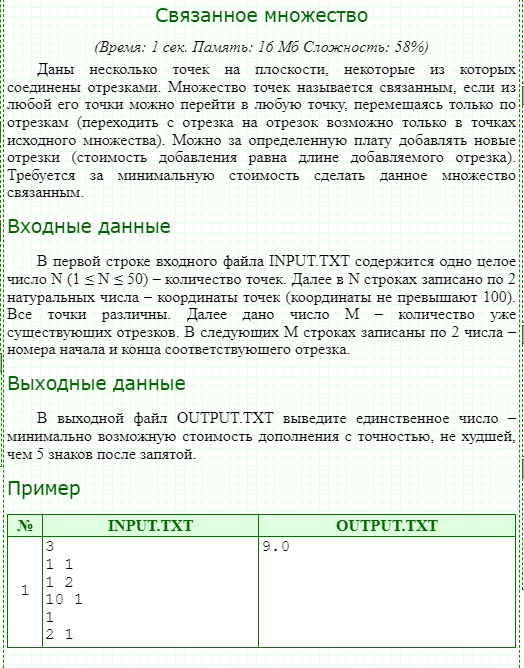 Связанное множество
(Время: 1 сек. Память: 16 Мб Сложность: 58%)
Даны несколько точек на плоскости, некоторые из которых
соединены отрезками. Множество точек называется связанным, если из
любой его точки можно перейти в любую точку, перемещаясь только по
отрезкам (переходить с отрезка на отрезок возможно только в точках
исходного множества). Можно за определенную плату добавлять новые
отрезки (стоимость добавления равна длине добавляемого отрезка).
Требуется за минимальную стоимость сделать данное множество
связанным.
Входные данные
В первой строке входного файла INPUT.TXT содержится одно целое
число N (1 ≤ N ≤ 50) – количество точек. Далее в N строках записано по 2
натуральных числа – координаты точек (координаты не превышают 100).
Все точки различны. Далее дано число M – количество уже
существующих отрезков. В следующих M строках записаны по 2 числа –
номера начала и конца соответствующего отрезка.
Выходные данные
В выходной файл OUTPUT.TXT выведите единственное число –
минимально возможную стоимость дополнения с точностью, не худшей,
чем 5 знаков после запятой.
Пример
№ INPUT.TXT OUTPUT.TXT
1
3
1 1
1 2
10 1
1
2 1
9.0